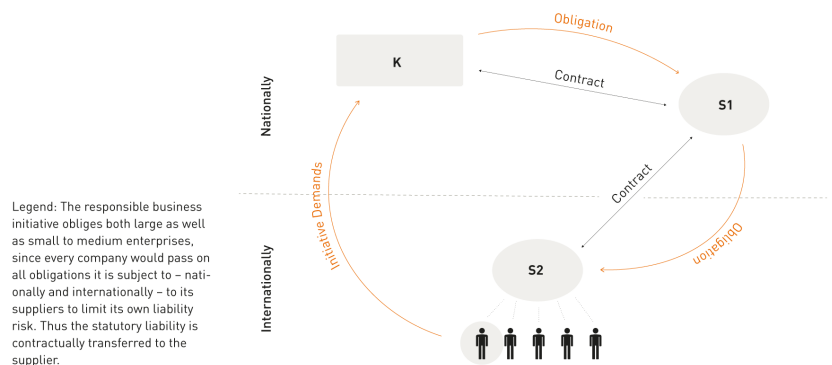 Obligation
K
Contract
S1
Nationally
Contract
Initiative Demands
Obligation
Legend: The responsible business
initiative obliges both large as well
as small to medium enterprises,
since every company would pass on
all obligations it is subject to – nati-
onally and internationally – to its
suppliers to limit its own liability
risk. Thus the statutory liability is
contractually transferred to the
supplier.
Internationally
S2